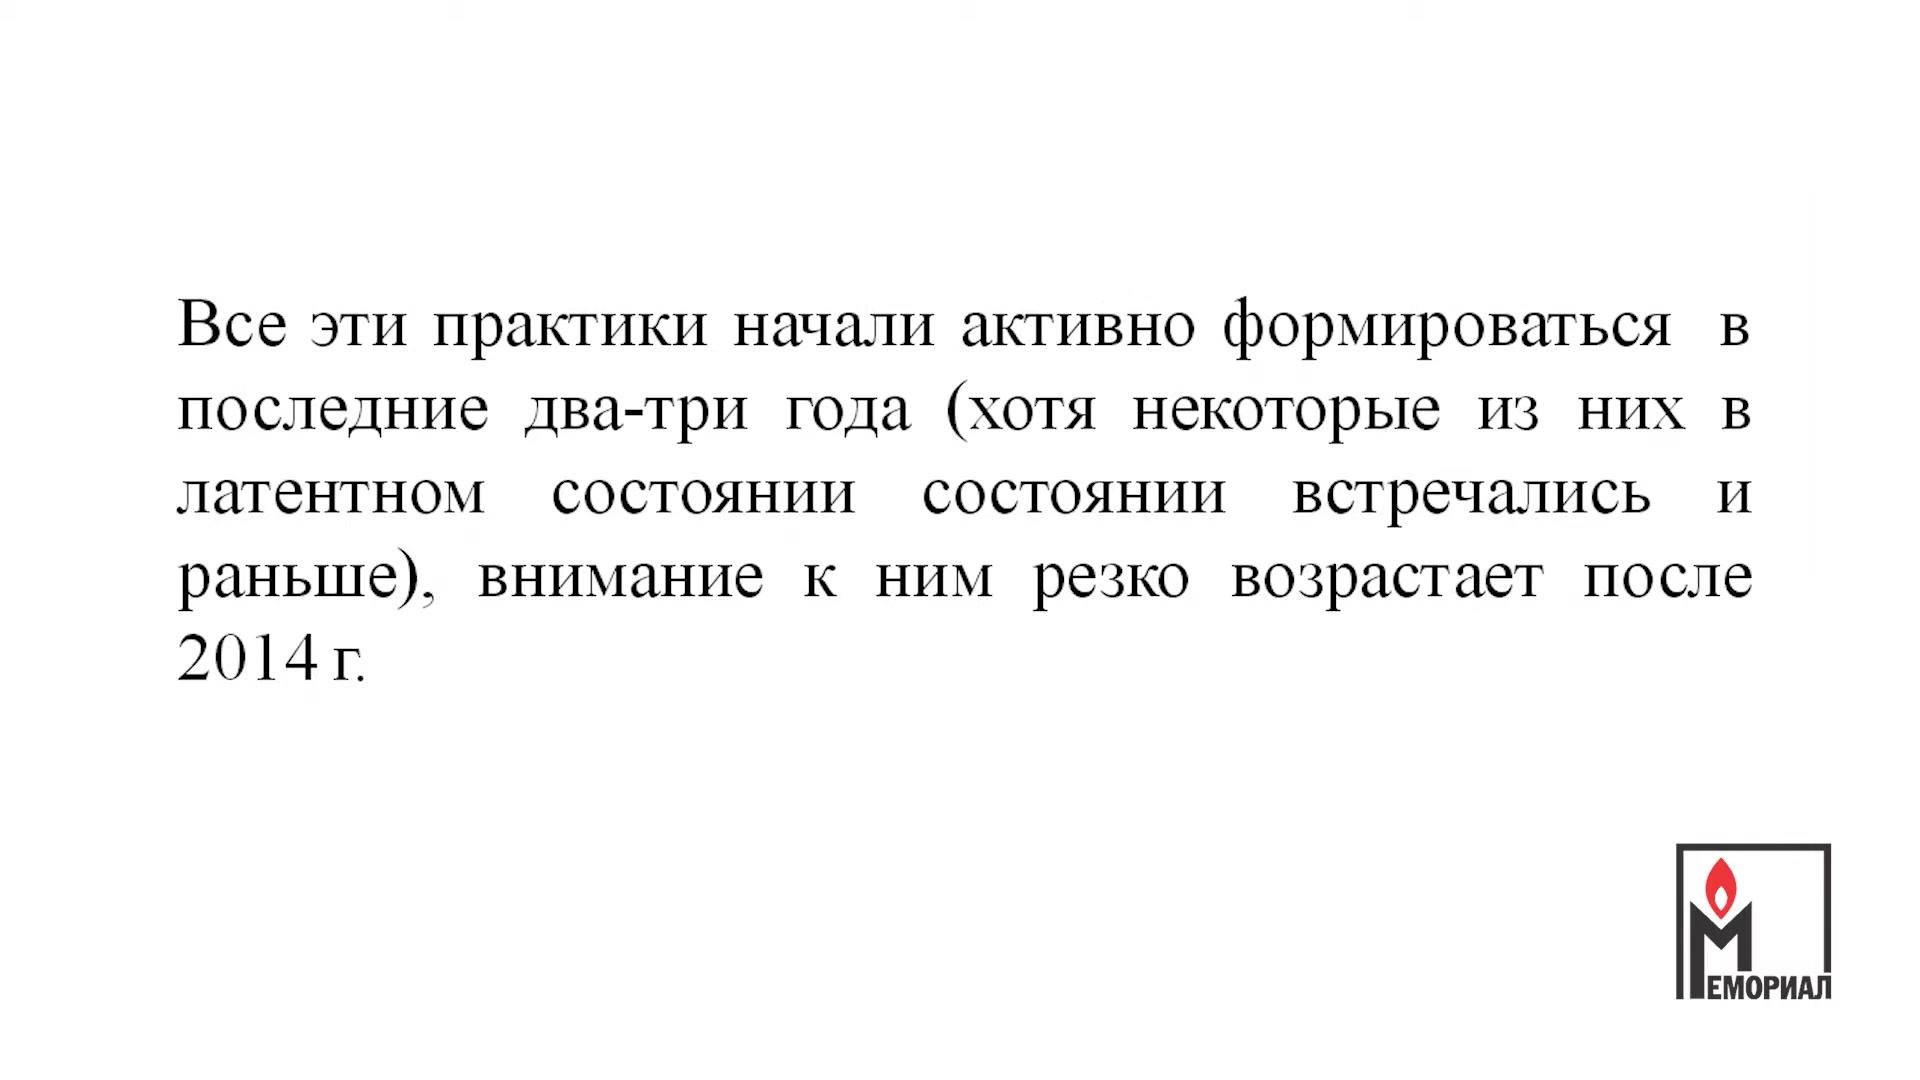 Все эти практики начали активно формироваться в
последние два-три года (хотя некоторые из них в
латентном состоянии состоянии встречались и
раньше), внимание к ним резко возрастает после
2014 г.
МЕМОРИАЛ